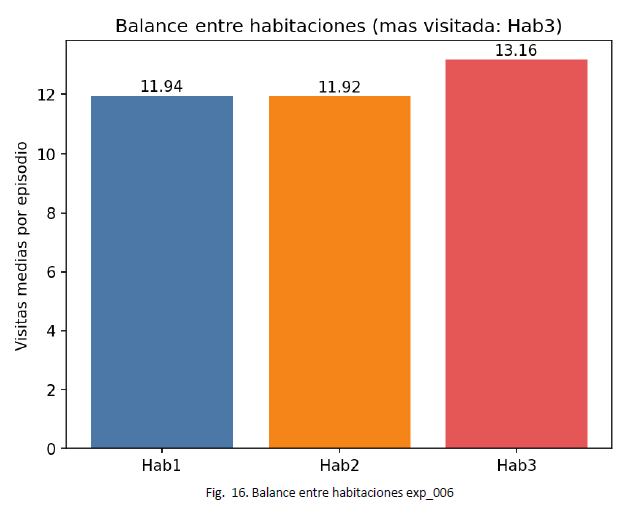 Balance entre habitaciones (mas visitada: Hab3)
13.16
11.94
11.92
12
10
8
6
4
2
0
Visitas medias por episodio
Hab1
Hab2
Hab3
Fig. 16. Balance entre habitaciones exp_006